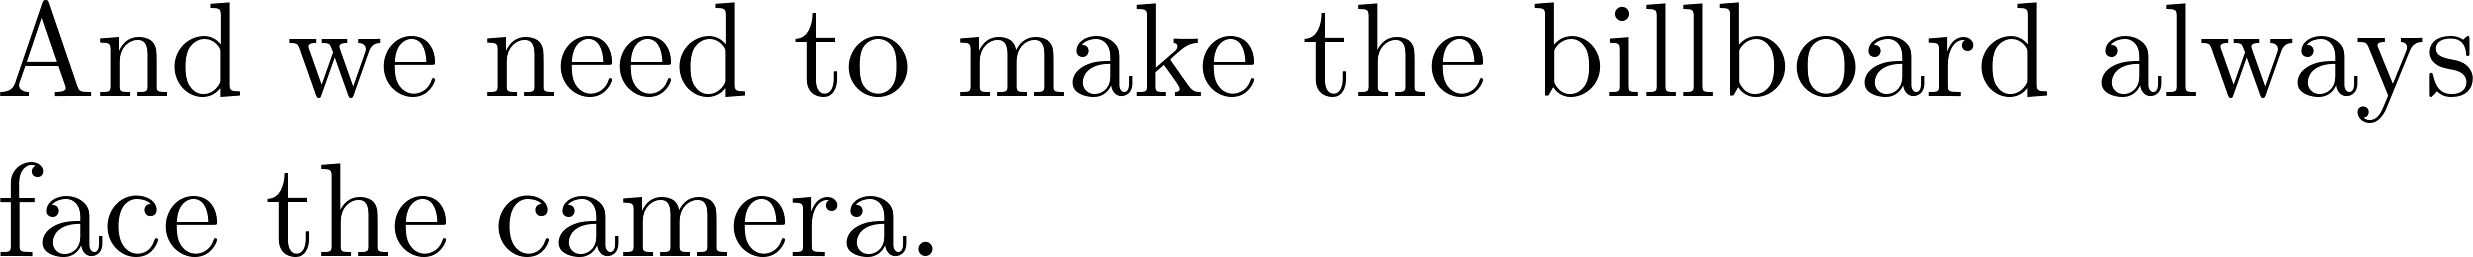 And we need to make the billboard always
face the camera.